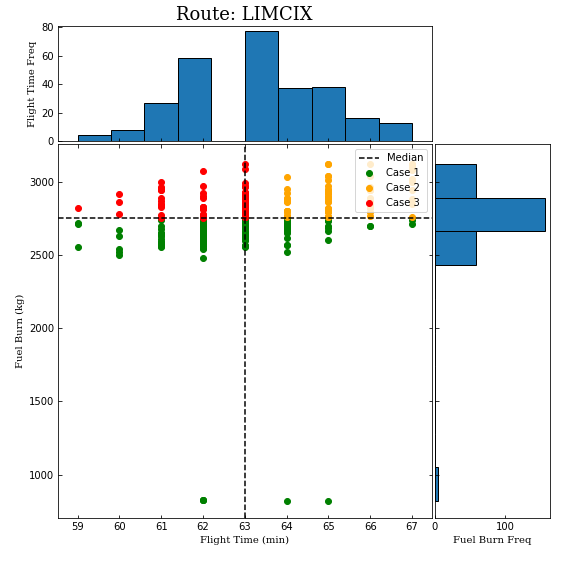 Route: LIMCIX
80
60
40
20
0
Flight Time Freq
Median
Case 1
Case 2
Case 3
3000
2500
2000
1500
1000
Fuel Burn (kg)
59 60 61 62 63 64 65 66 67
Flight Time (min)
0 100
Fuel Burn Freq